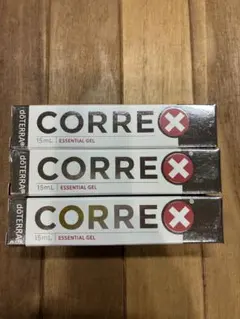 dōTERRA®
CORREX
15mL | ESSENTIAL GEL
dōTERRA®
CORREX
15mL | ESSENTIAL GEL
dōTERRA®
CORREX
15mL | ESSENTIAL GEL